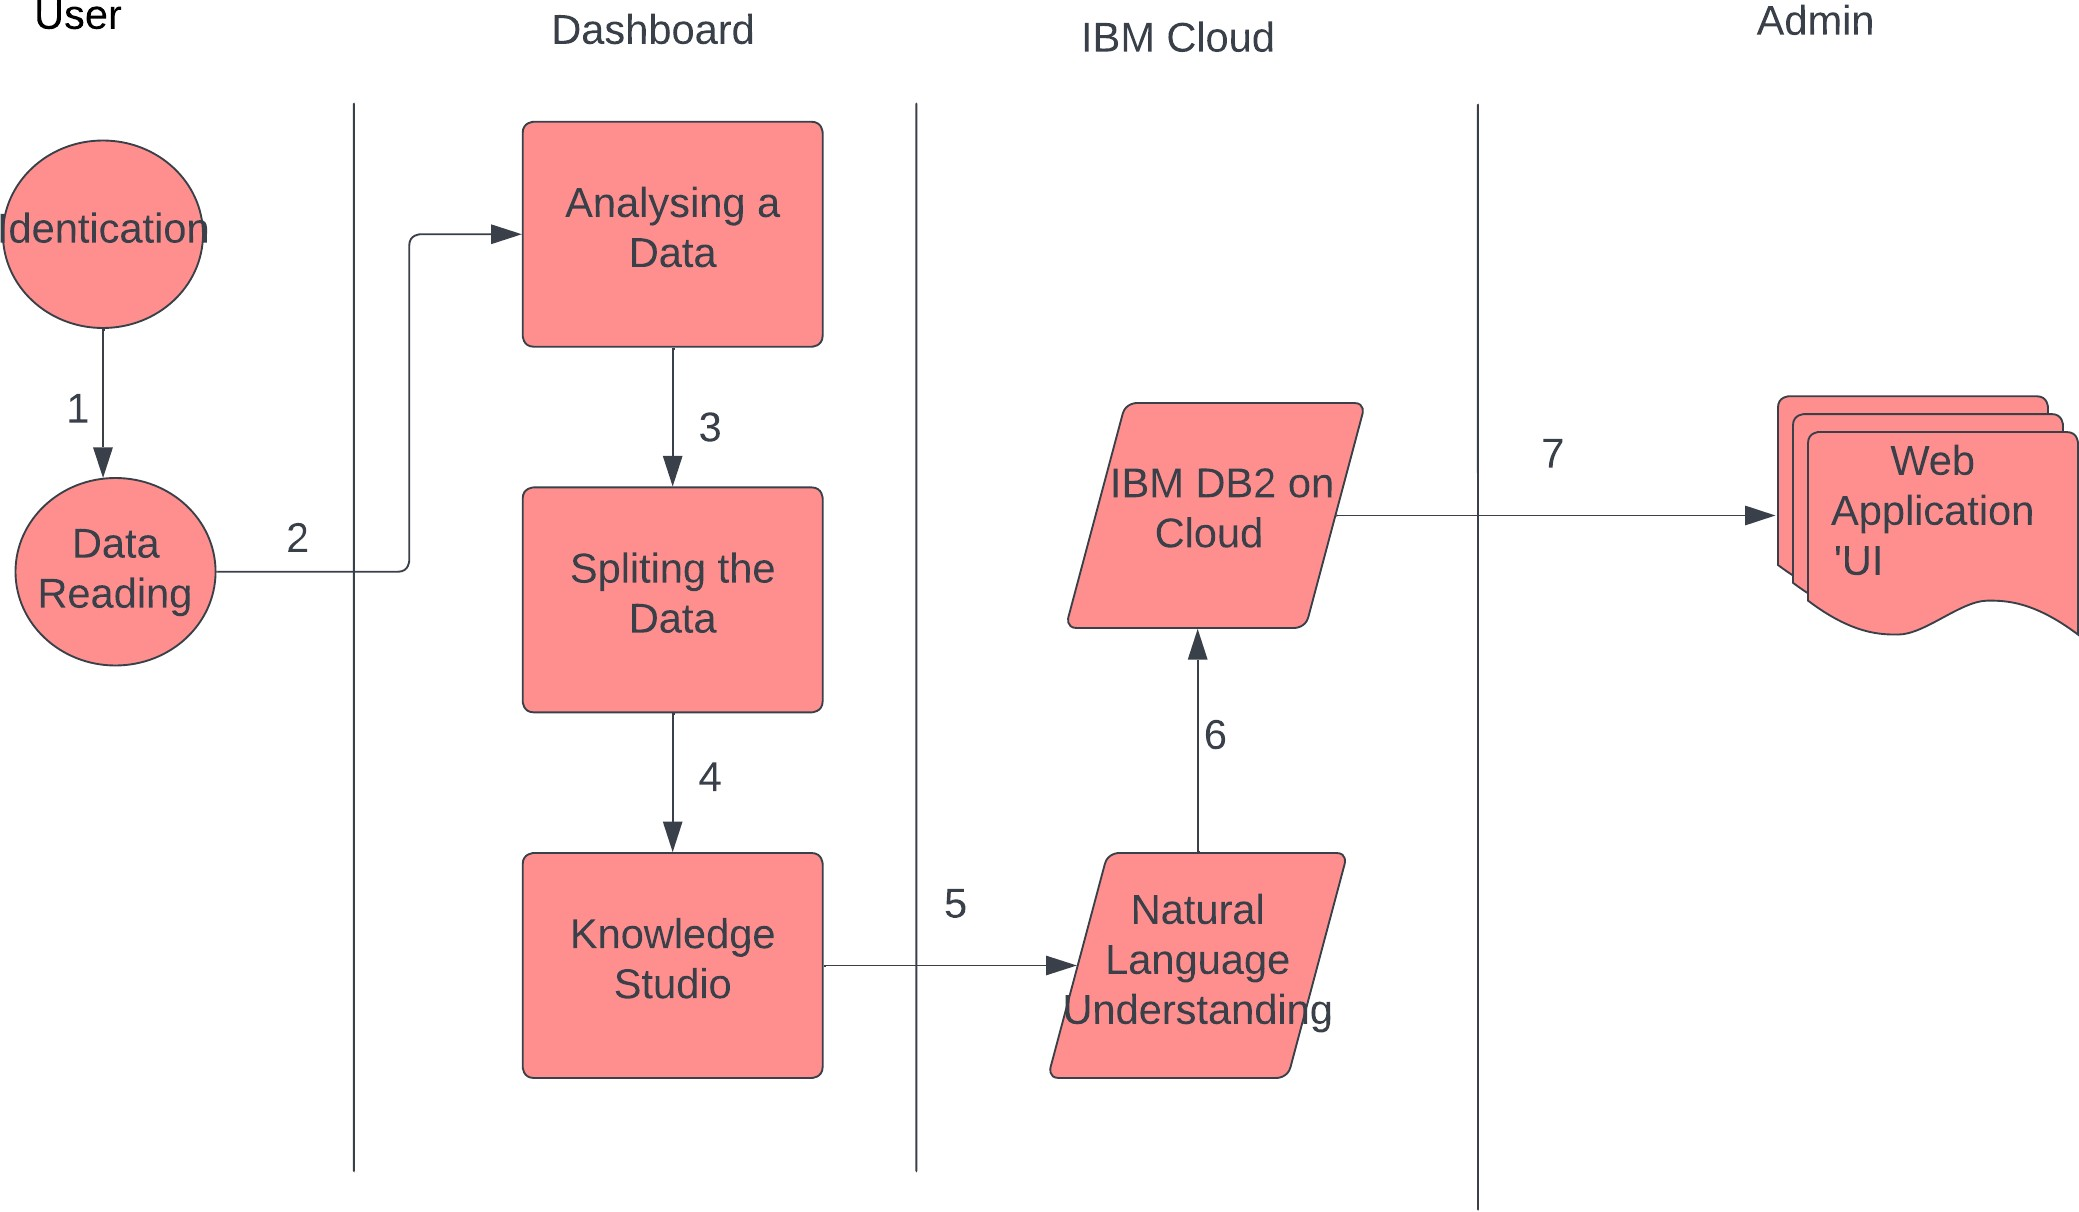 User
Dashboard
IBM Cloud
Admin
Identication
1
Data
Reading
2
Analysing a
Data
3
Spliting the
Data
4
Knowledge
Studio
5
Natural
Language
Understanding
6
IBM DB2 on
Cloud
7
Web
Application
'UI